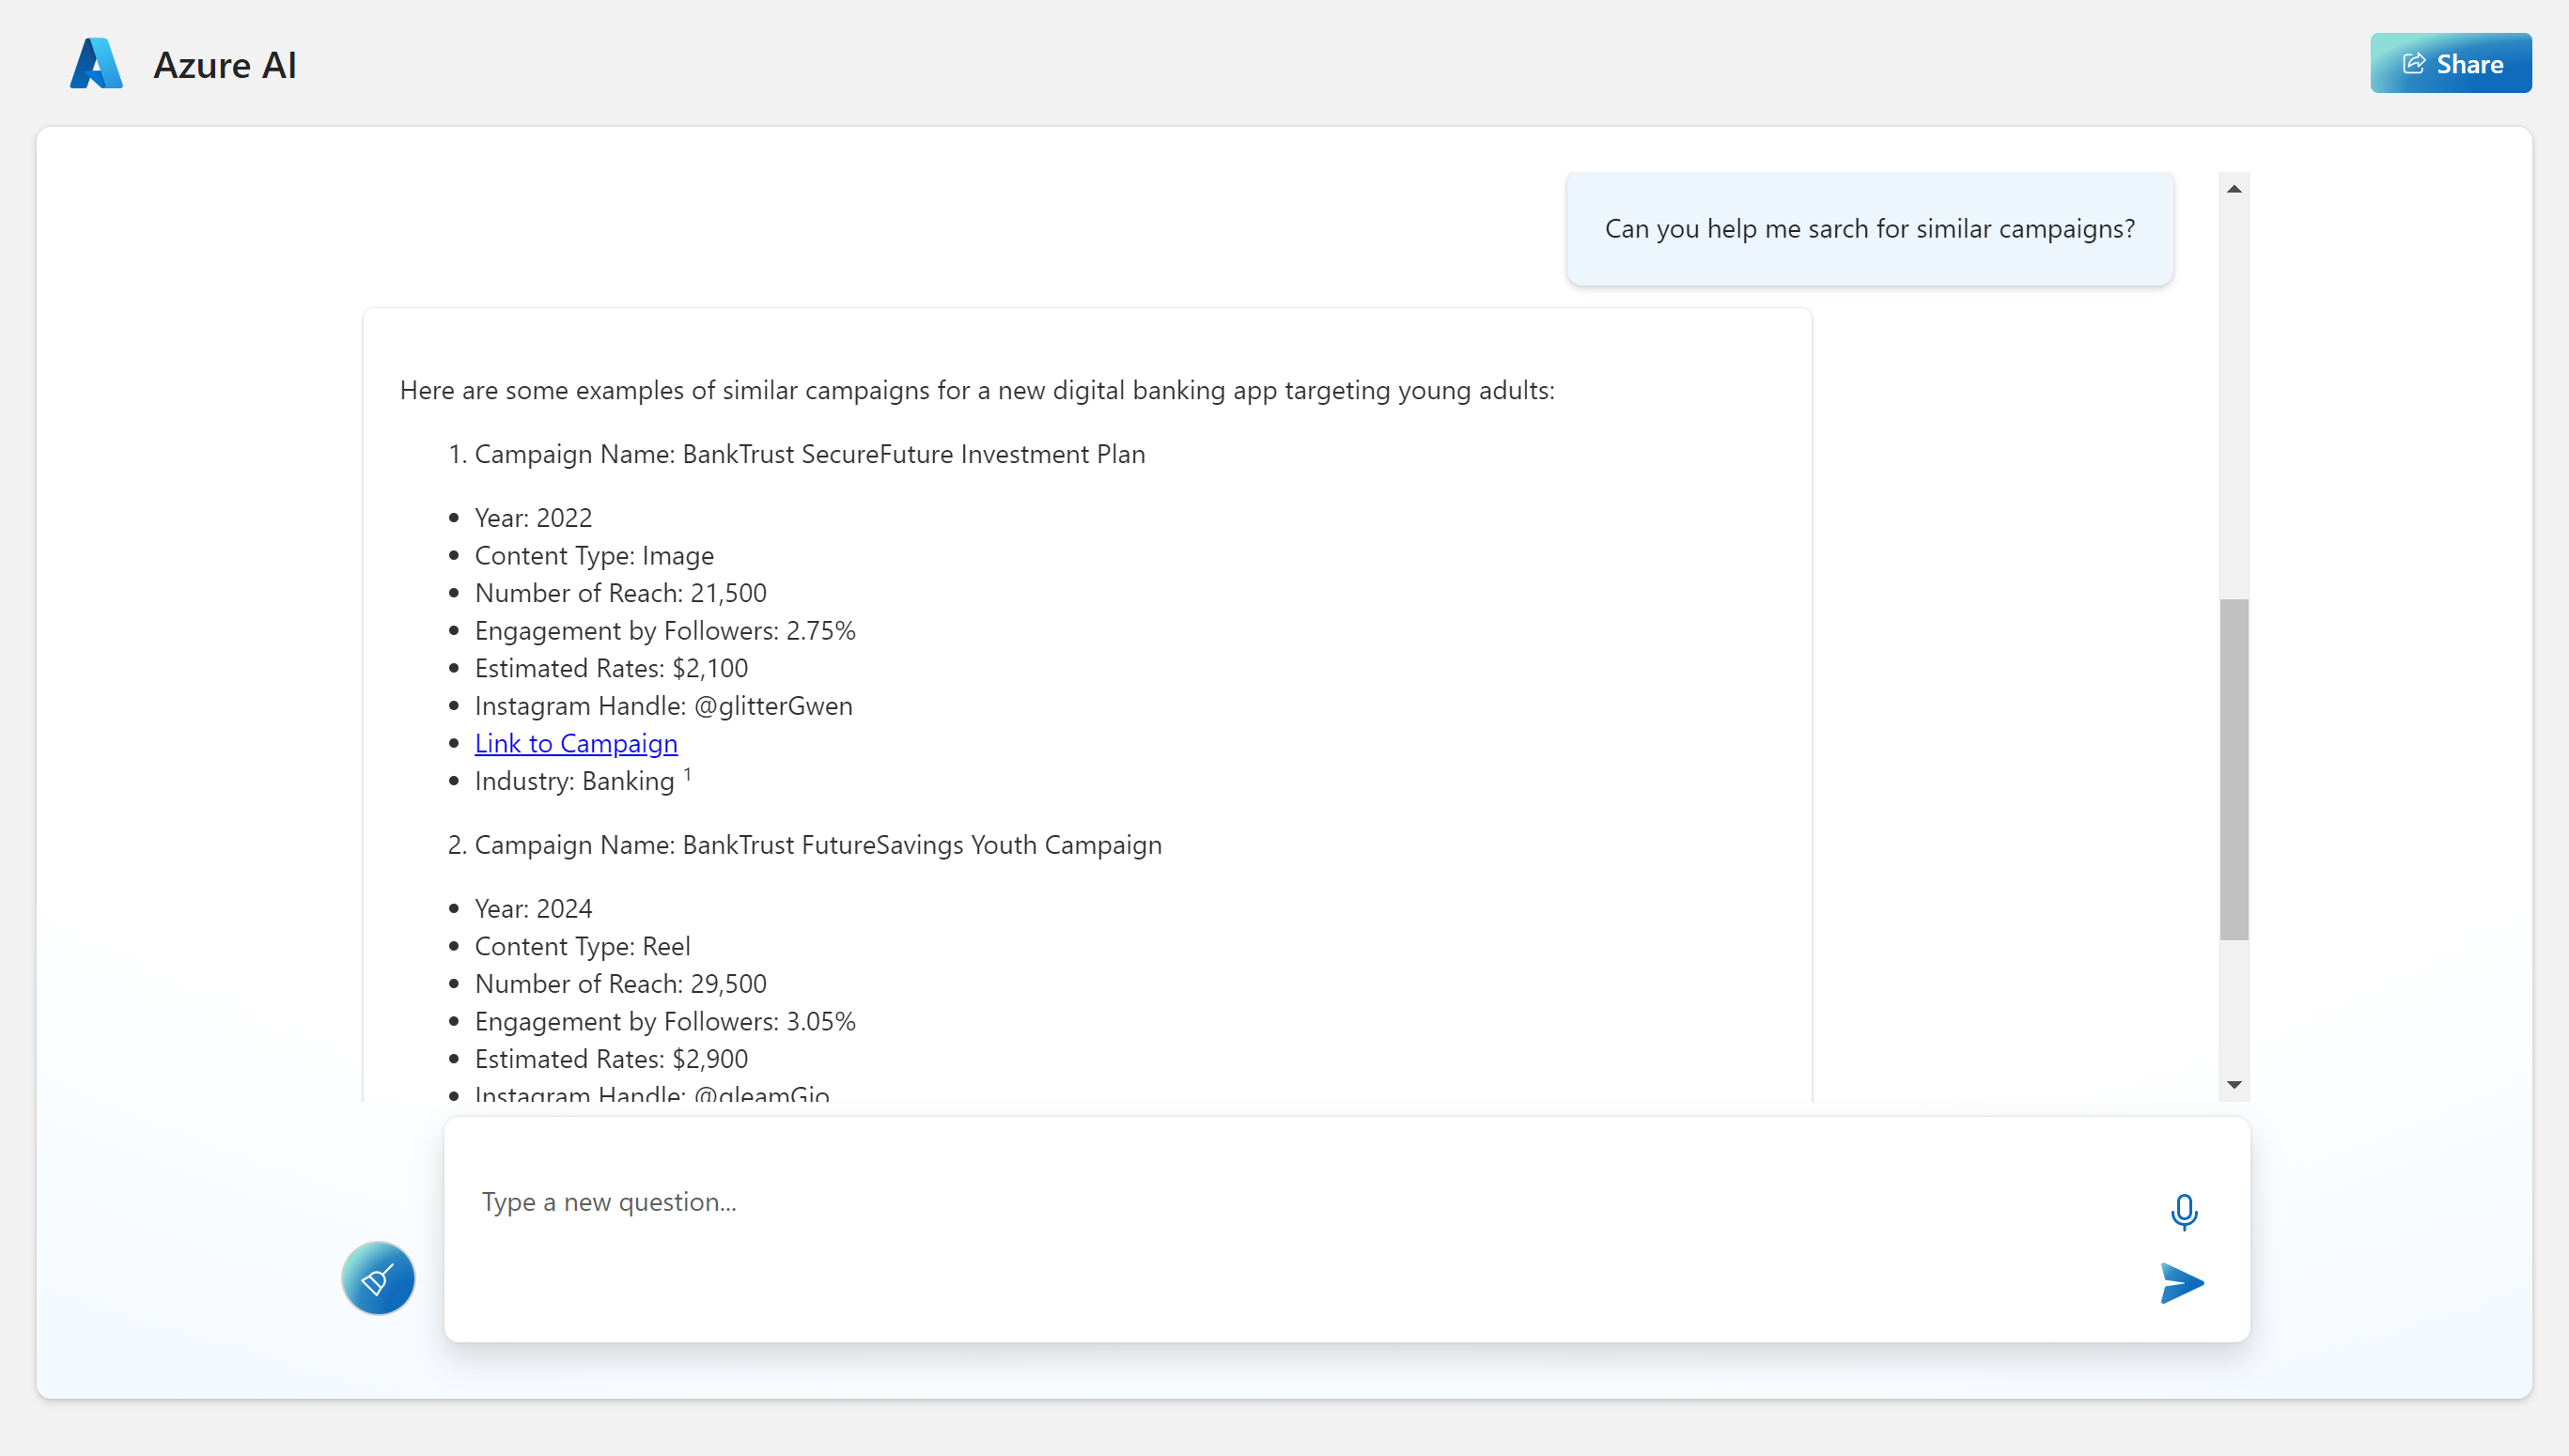 Azure AI
Share
Can you help me sarch for similar campaigns?
Here are some examples of similar campaigns for a new digital banking app targeting young adults:
1. Campaign Name: BankTrust SecureFuture Investment Plan
• Year: 2022
• Content Type: Image
• Number of Reach: 21,500
• Engagement by Followers: 2.75%
• Estimated Rates: $2,100
• Instagram Handle: @glitterGwen
• Link to Campaign
• Industry: Banking 1
2. Campaign Name: BankTrust FutureSavings Youth Campaign
• Year: 2024
• Content Type: Reel
• Number of Reach: 29,500
• Engagement by Followers: 3.05%
• Estimated Rates: $2,900
• Instagram Handle: @gleamGio
Type a new question...